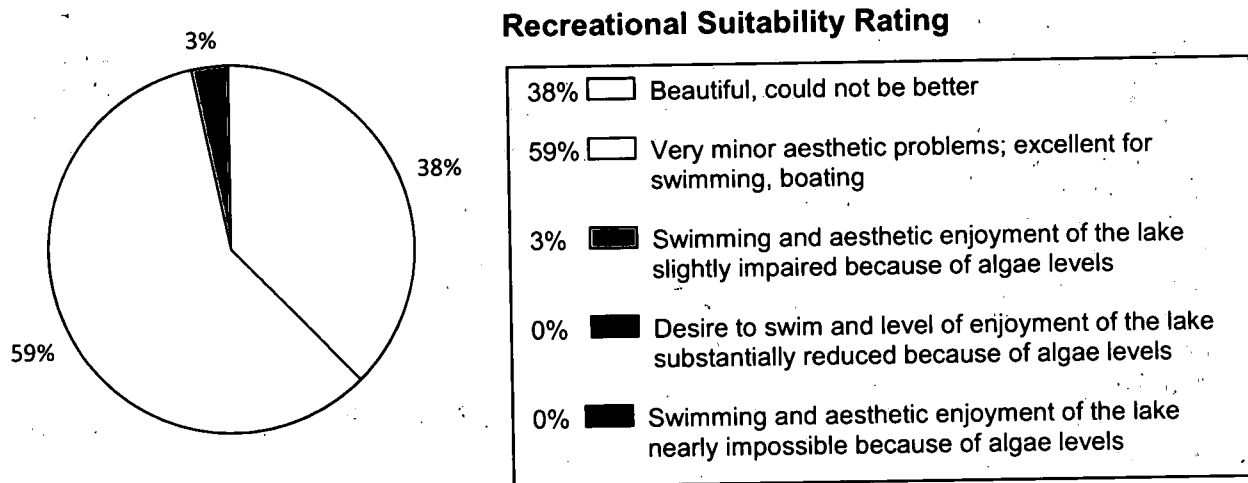 Recreational Suitability Rating
3%
38%
59%
38% Beautiful, could not be better
59% Very minor aesthetic problems; excellent for
swimming, boating
3% Swimming and aesthetic enjoyment of the lake
slightly impaired because of algae levels
0% Desire to swim and level of enjoyment of the lake
substantially reduced because of algae levels
0% Swimming and aesthetic enjoyment of the lake
nearly impossible because of algae levels